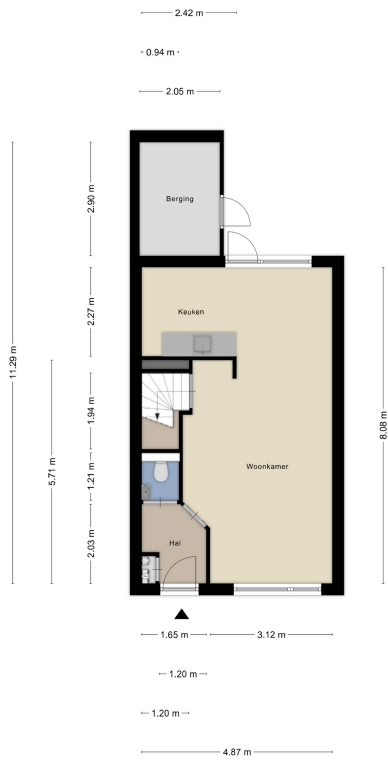 2.42 m
0.94 m
2.05 m
Berging
2.90 m
Keuken
2.27 m
11.29 m
8.08 m
1.94 m
5.71 m
Woonkamer
1.21 m
Hal
2.03 m
1.65 m
3.12 m
1.20 m
1.20 m
4.87 m